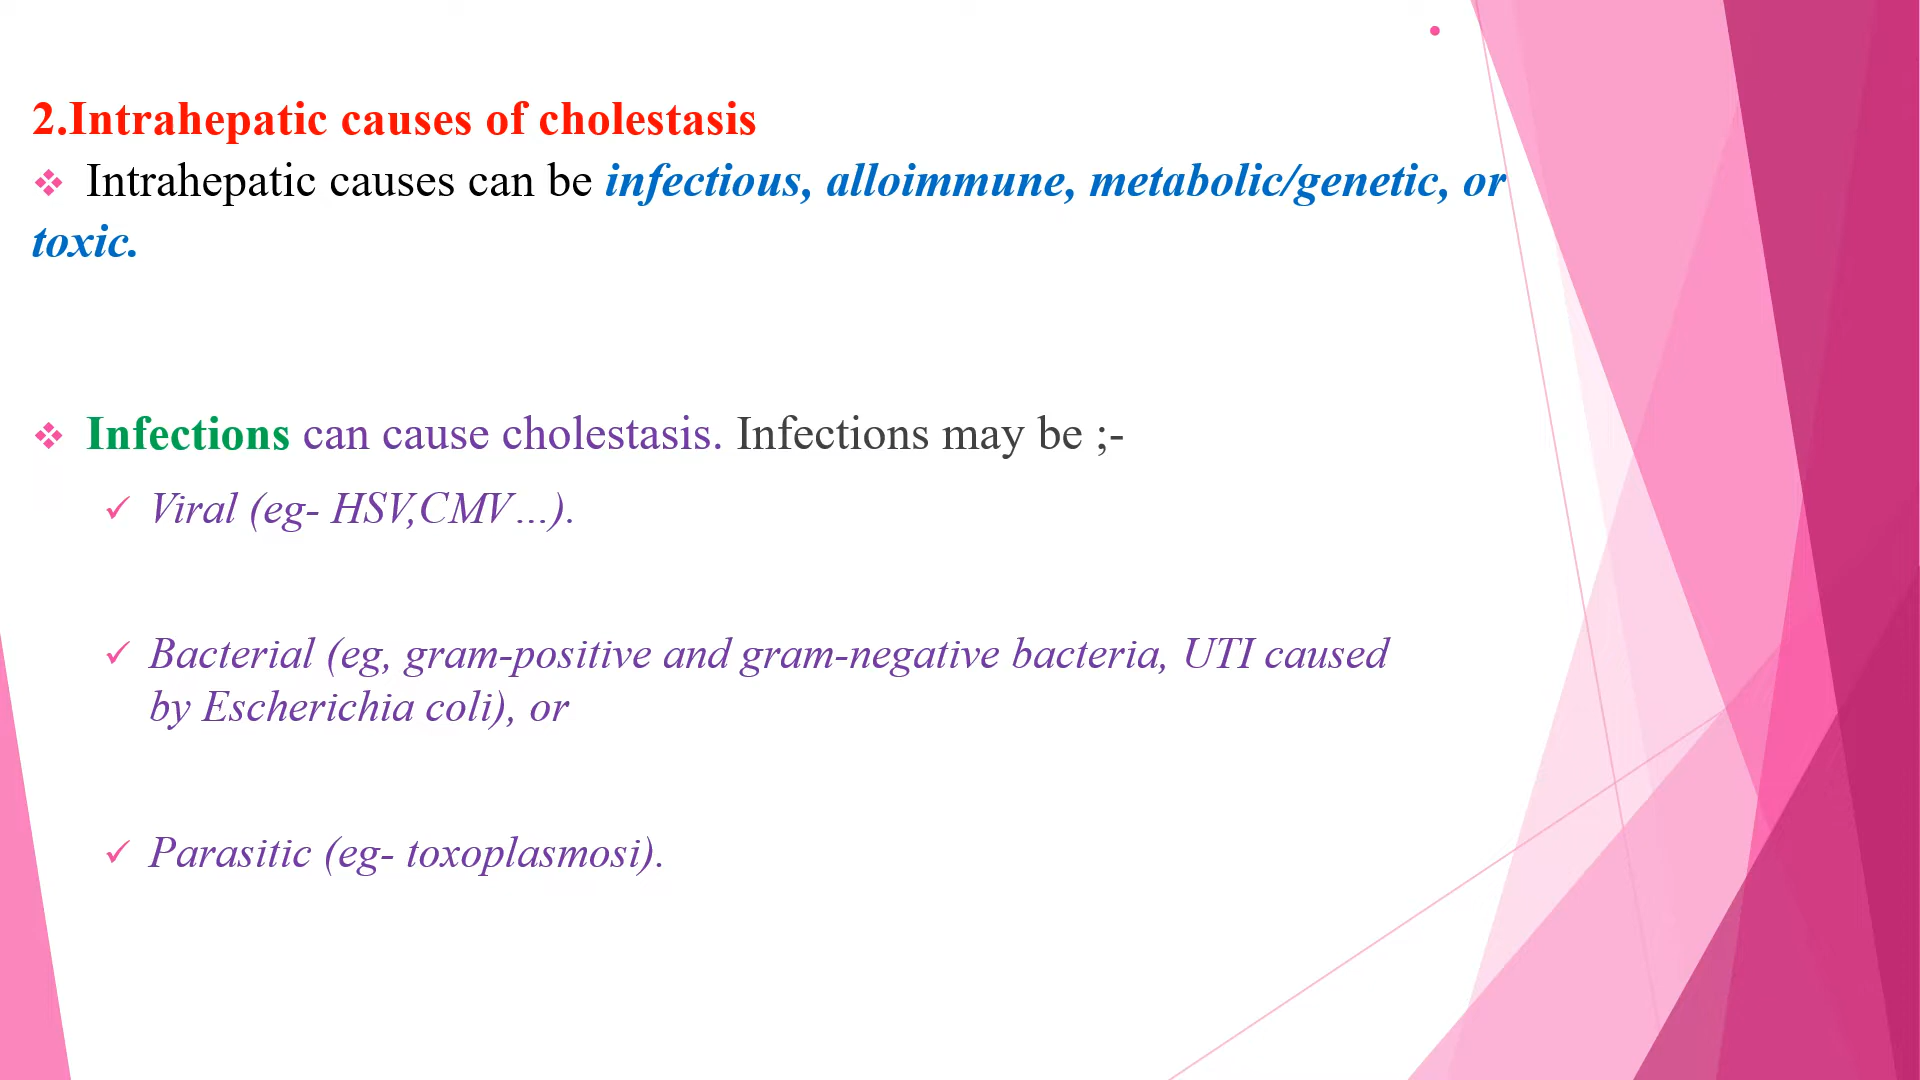 2.Intrahepatic causes of cholestasis
❖ Intrahepatic causes can be infectious, alloimmune, metabolic/genetic, or
toxic.
❖ Infections can cause cholestasis. Infections may be ;-
✓ Viral (eg- HSV,CMV…).
✓ Bacterial (eg, gram-positive and gram-negative bacteria, UTI caused
by Escherichia coli), or
✓ Parasitic (eg- toxoplasmosi).